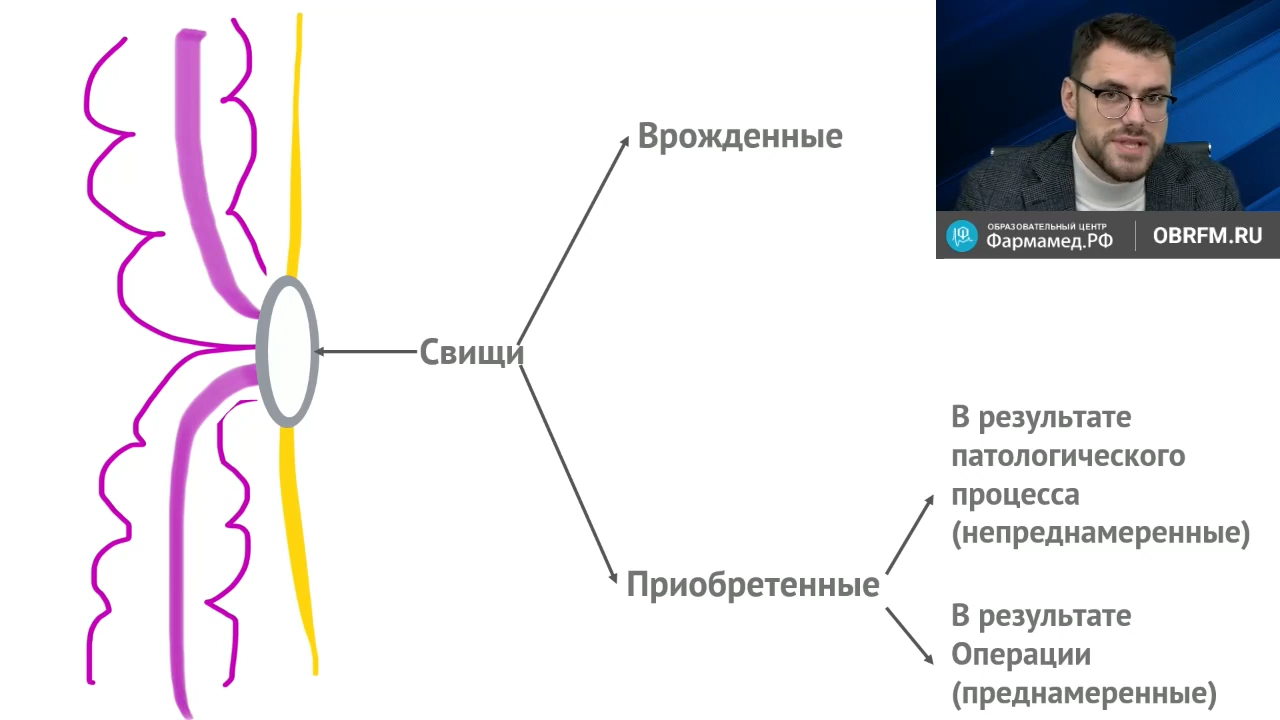 Врожденные
ОБРАЗОВАТЕЛЬНЫЙ ЦЕНТР
Фармамед.РФ
OBRFM.RU
Свищи
Приобретенные
В результате
патологического
процесса
(непреднамеренные)
В результате
Операции
(преднамеренные)